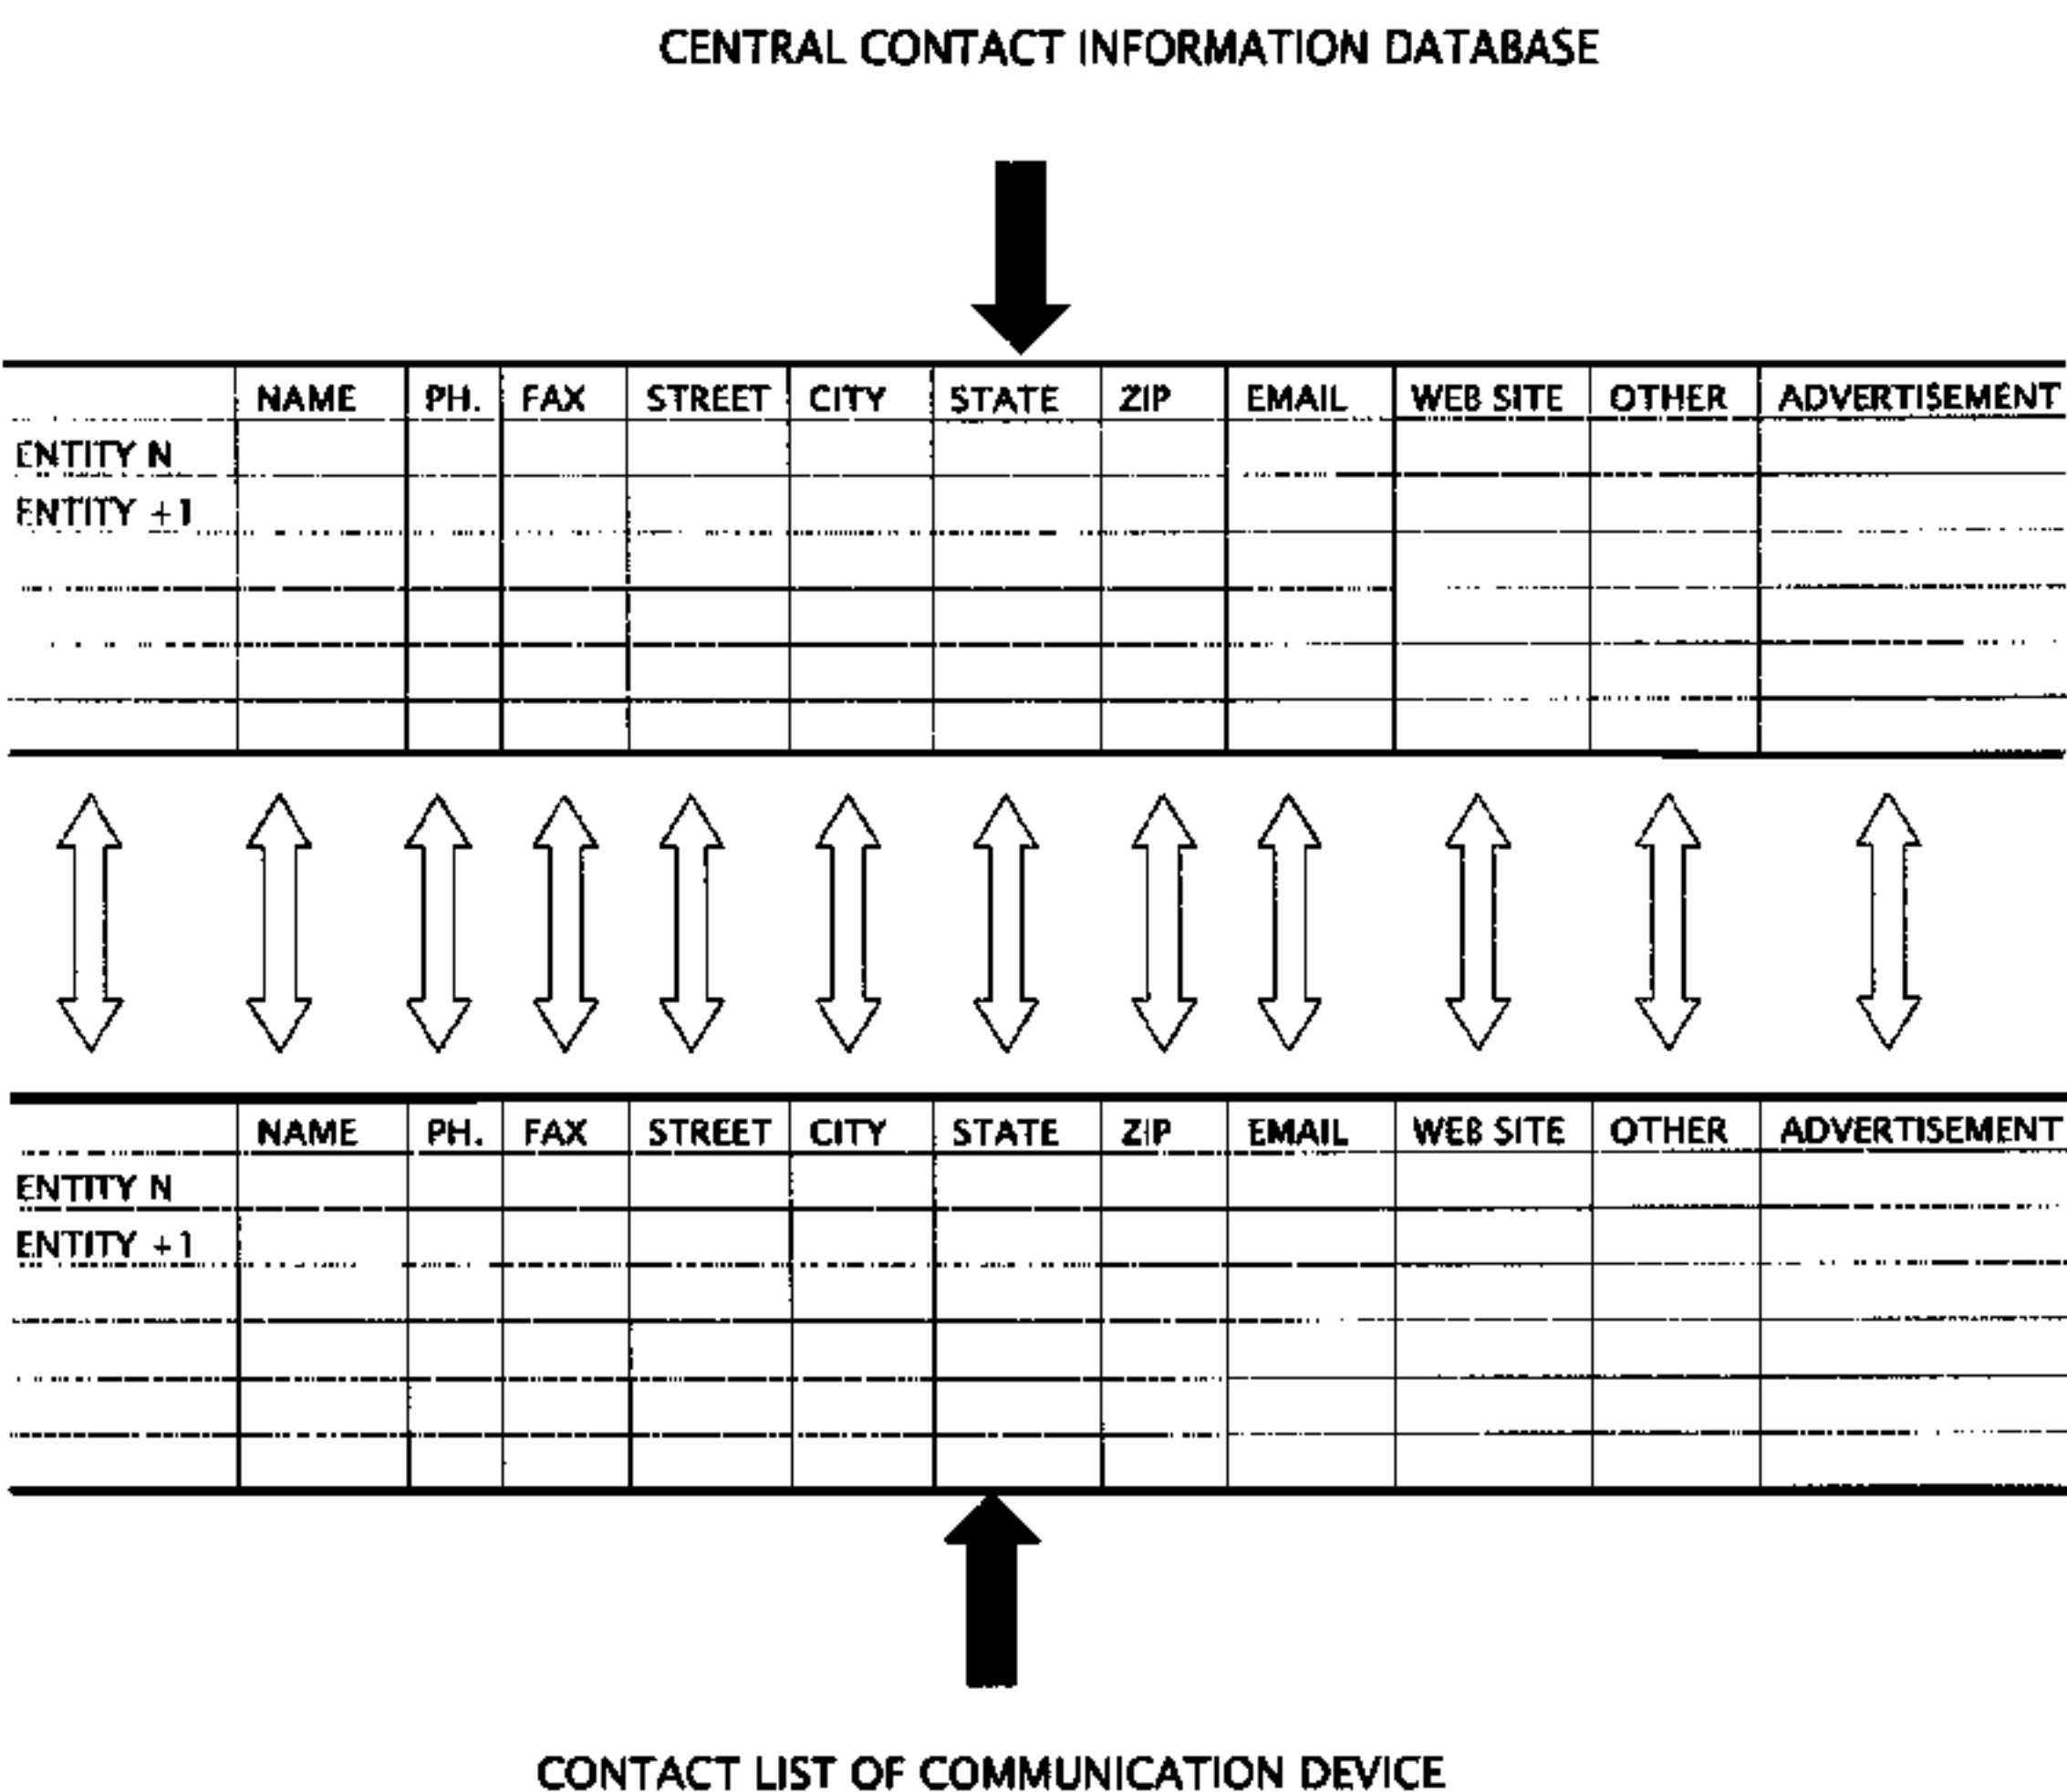 CENTRAL CONTACT INFORMATION DATABASE
NAME PH. FAX STREET CITY STATE ZIP EMAIL WEB SITE OTHER ADVERTISEMENT
ENTITY N
ENTITY +1
NAME PH. FAX STREET CITY STATE ZIP EMAIL WEB SITE OTHER ADVERTISEMENT
ENTITY N
ENTITY +1
CONTACT LIST OF COMMUNICATION DEVICE